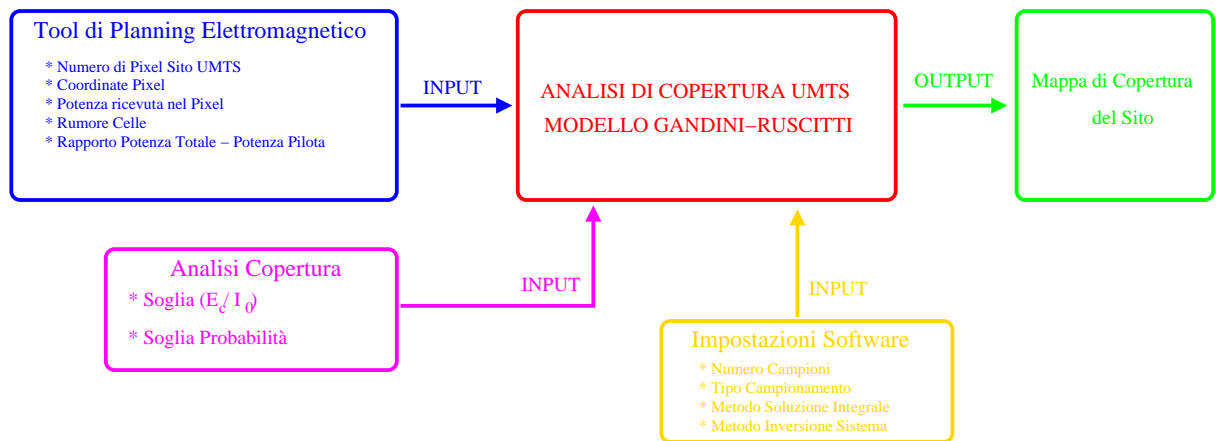 Tool di Planning Elettromagnetico
* Numero di Pixel Sito UMTS
* Coordinate Pixel
* Potenza ricevuta nel Pixel
* Rumore Celle
* Rapporto Potenza Totale − Potenza Pilota
INPUT
ANALISI DI COPERTURA UMTS
MODELLO GANDINI−RUSCITTI
OUTPUT
Mappa di Copertura
del Sito
Analisi Copertura
* Soglia (E_c/ I_0)
* Soglia Probabilità
INPUT
INPUT
Impostazioni Software
* Numero Campioni
* Tipo Campionamento
* Metodo Soluzione Integrale
* Metodo Inversione Sistema